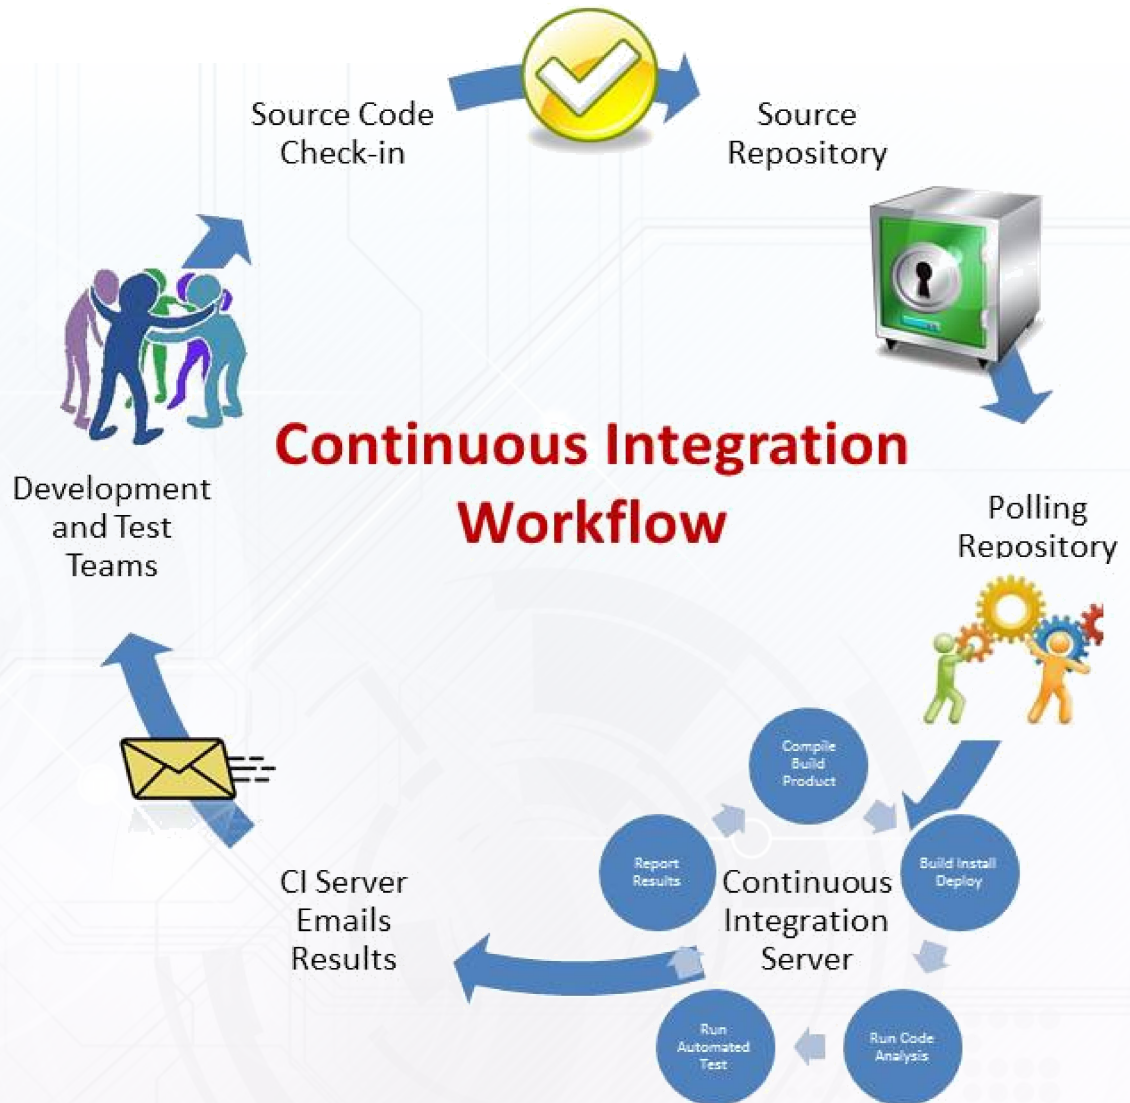 Source Code
Check-in
Source
Repository
Continuous Integration
Workflow
Development
and Test
Teams
Polling
Repository
Compile
Build
Product
Report
Results
Build Install
Deploy
Continuous
Integration
Server
CI Server
Emails
Results
Run
Automated
Test
Run Code
Analysis